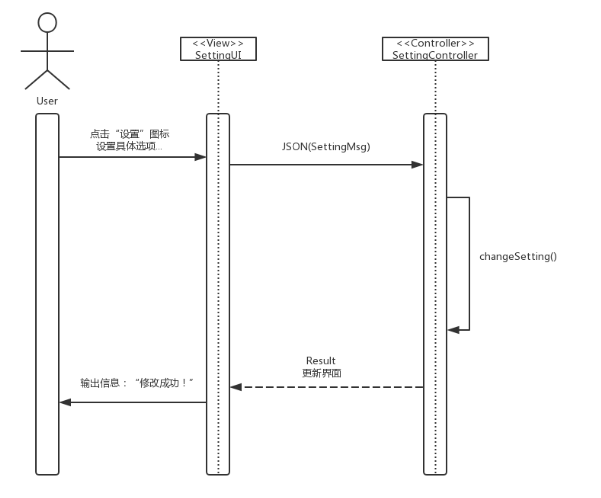 <<View>>
SettingUI
<<Controller>>
SettingController
User
点击“设置”图标
设置具体选项...
JSON(SettingMsg)
changeSetting()
Result
更新界面
输出信息：“修改成功！”